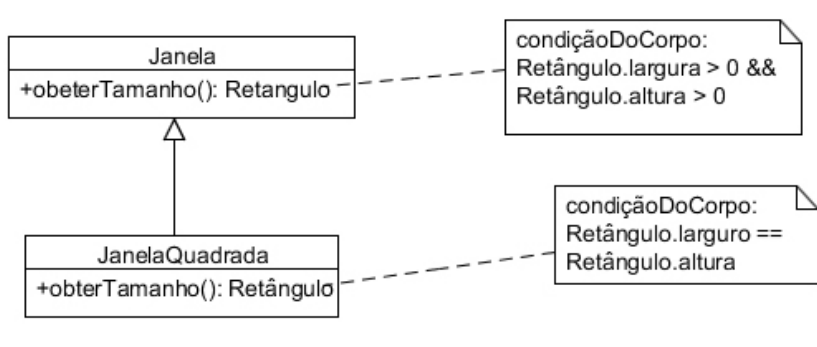 Janela
+obeterTamanho(): Retangulo
condiçãoDoCorpo:
Retângulo.largura > 0 &&
Retângulo.altura > 0
JanelaQuadrada
+obterTamanho(): Retângulo
condiçãoDoCorpo:
Retângulo.larguro ==
Retângulo.altura